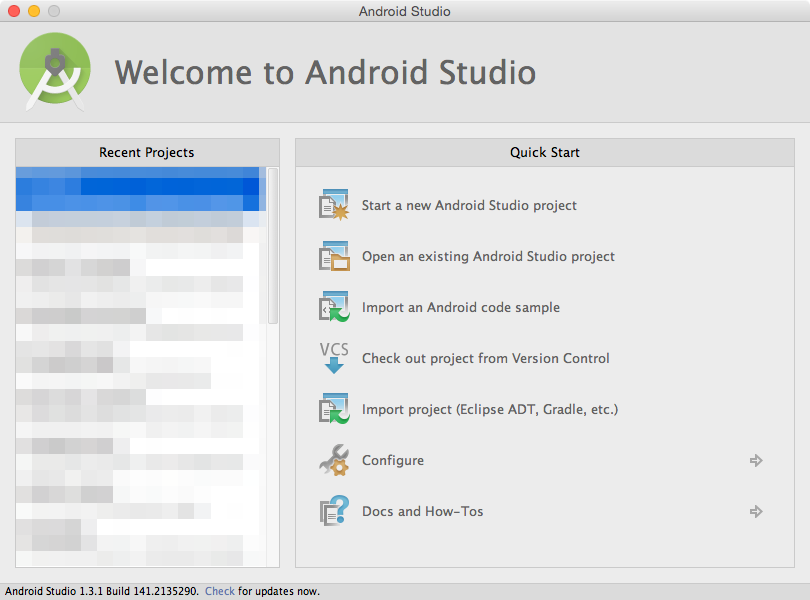 Android Studio
Welcome to Android Studio
Recent Projects
Quick Start
Start a new Android Studio project
Open an existing Android Studio project
Import an Android code sample
VCS
Check out project from Version Control
Import project (Eclipse ADT, Gradle, etc.)
Configure
Docs and How-Tos
Android Studio 1.3.1 Build 141.2135290. Check for updates now.